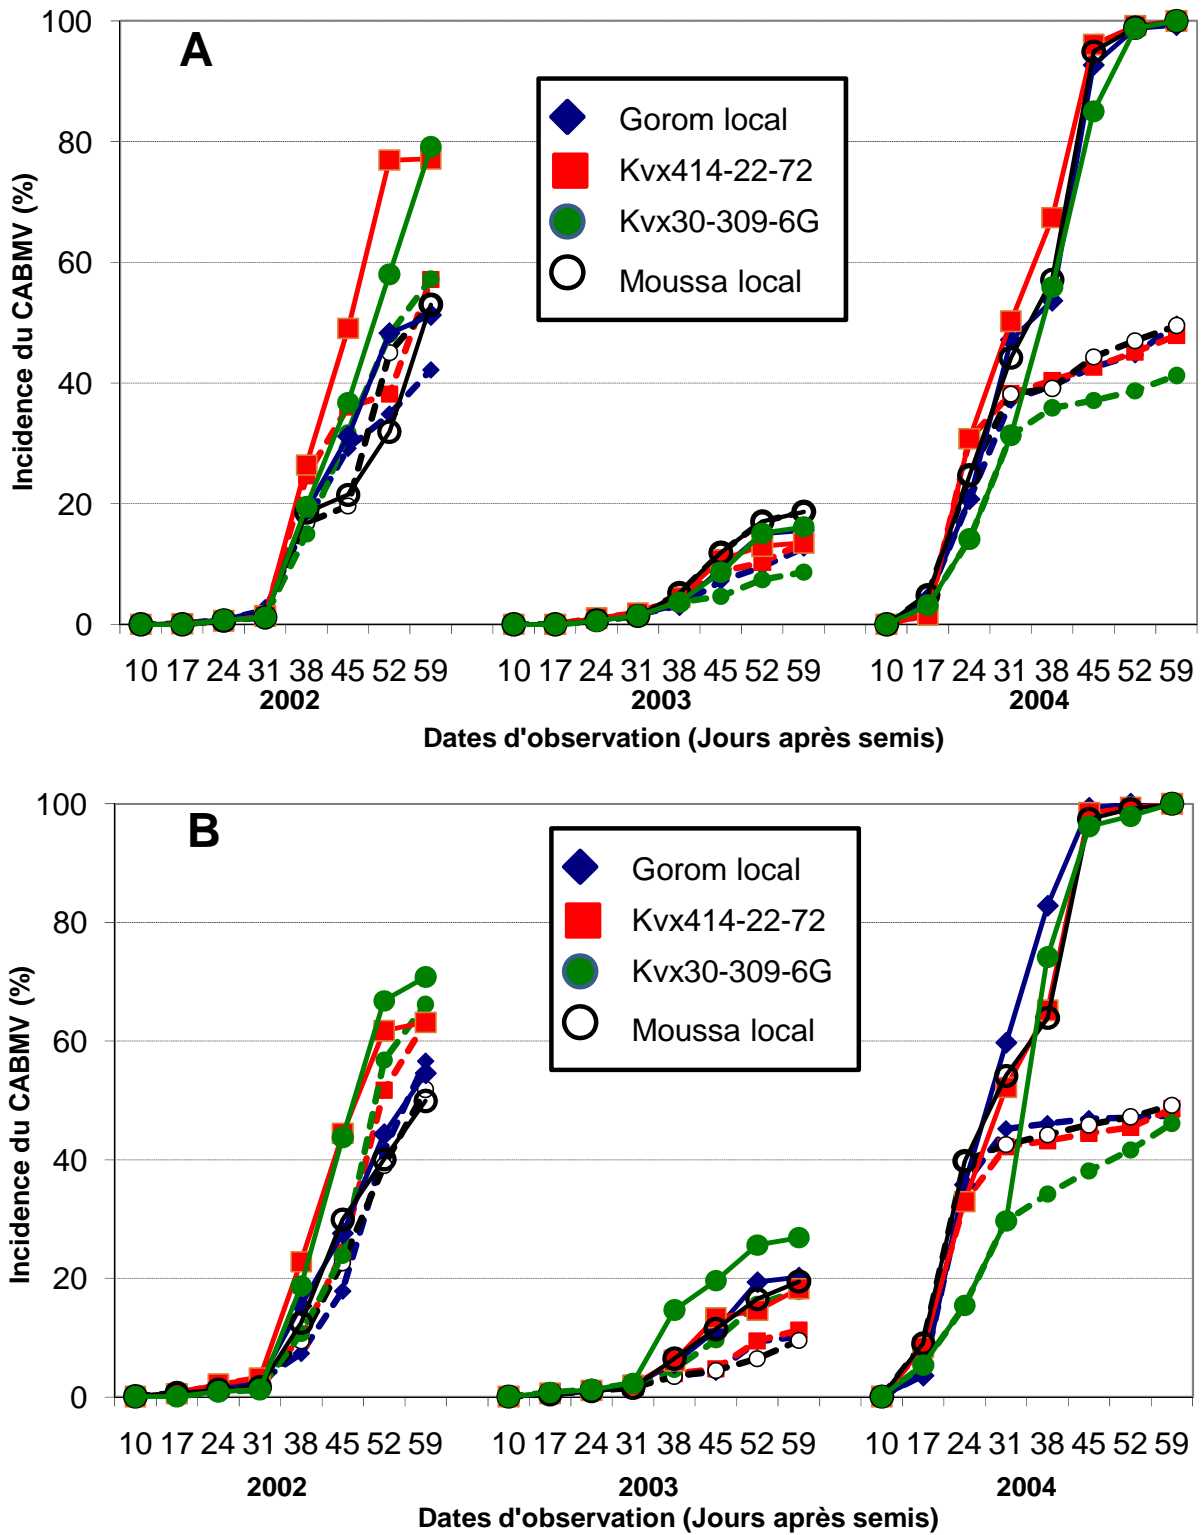 A
Incidence du CABMV (%)
100
80
60
40
20
0
Gorom local
Kvx414-22-72
Kvx30-309-6G
Moussa local
10 17 24 31 38 45 52 59 10 17 24 31 38 45 52 59 10 17 24 31 38 45 52 59
2002 2003 2004
Dates d'observation (Jours après semis)
B
Incidence du CABMV (%)
100
80
60
40
20
0
Gorom local
Kvx414-22-72
Kvx30-309-6G
Moussa local
10 17 24 31 38 45 52 59 10 17 24 31 38 45 52 59 10 17 24 31 38 45 52 59
2002 2003 2004
Dates d'observation (Jours après semis)